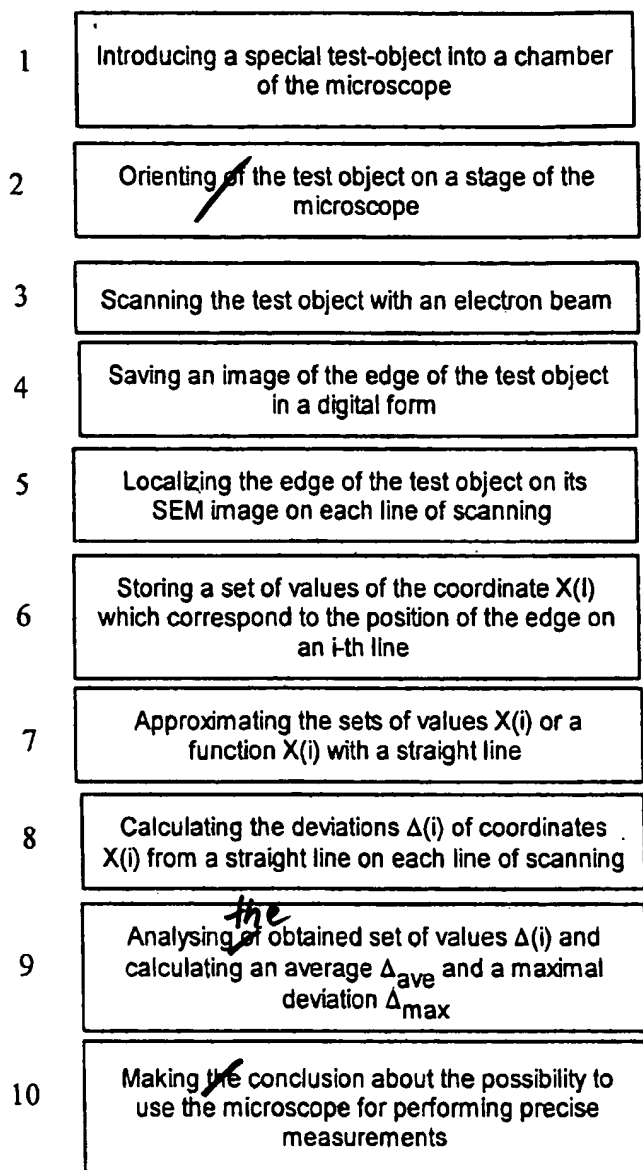 1
Introducing a special test-object into a chamber
of the microscope
2
Orienting of the test object on a stage of the
microscope
3
Scanning the test object with an electron beam
4
Saving an image of the edge of the test object
in a digital form
5
Localizing the edge of the test object on its
SEM image on each line of scanning
6
Storing a set of values of the coordinate X(I)
which correspond to the position of the edge on
an i-th line
7
Approximating the sets of values X(i) or a
function X(i) with a straight line
8
Calculating the deviations Δ(i) of coordinates
X(i) from a straight line on each line of scanning
the
9
Analysing of obtained set of values Δ(i) and
calculating an average Δave and a maximal
deviation Δmax
10
Making the conclusion about the possibility to
use the microscope for performing precise
measurements